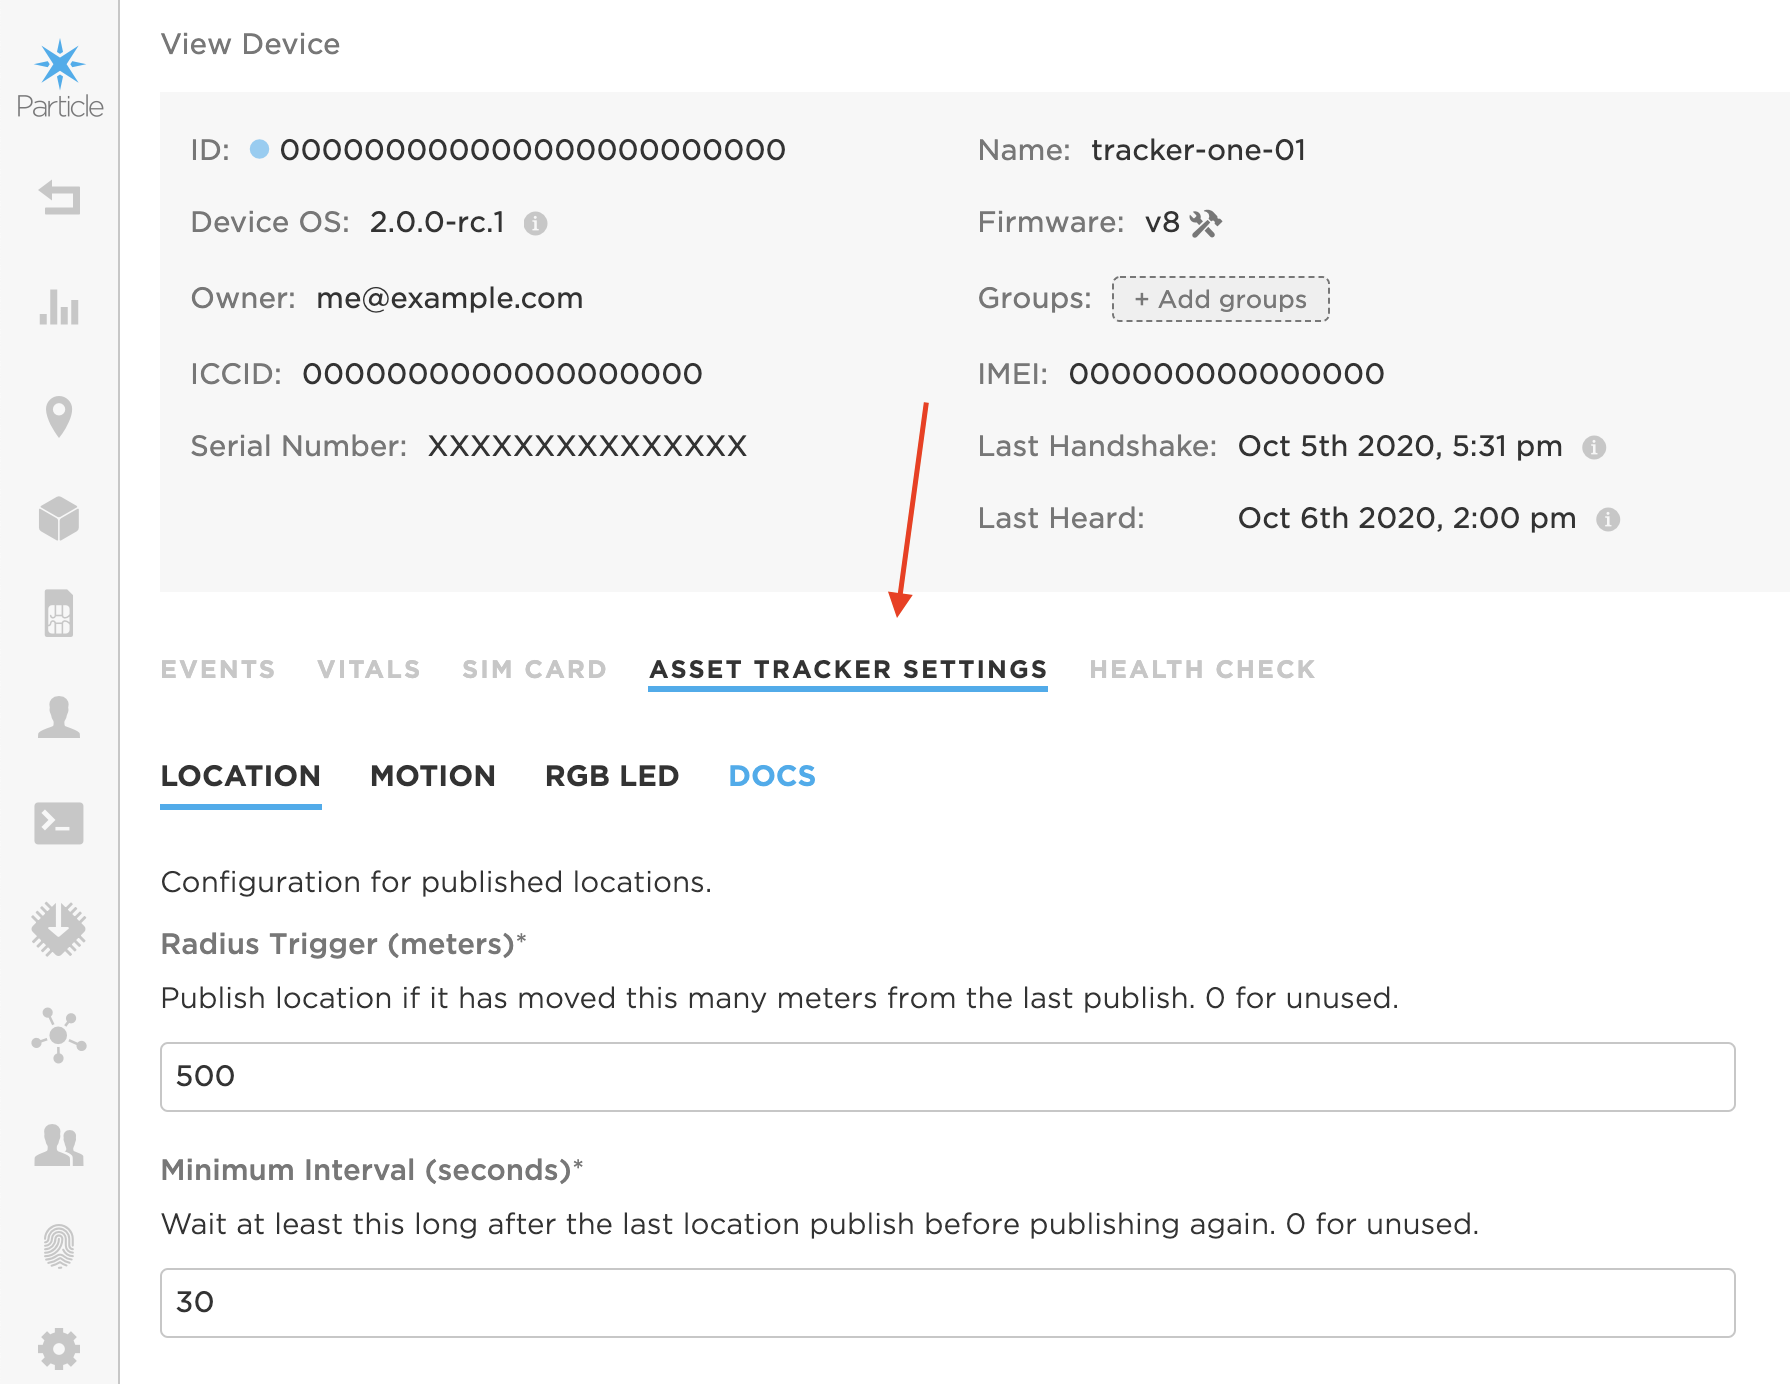 View Device
Particle
ID: 000000000000000000000000
Name: tracker-one-01
Device OS: 2.0.0-rc.1
Firmware: v8
Owner: me@example.com
Groups: + Add groups
ICCID: 0000000000000000000
IMEI: 000000000000000
Serial Number: XXXXXXXXXXXXXXX
Last Handshake: Oct 5th 2020, 5:31 pm
Last Heard: Oct 6th 2020, 2:00 pm
EVENTS VITALS SIM CARD ASSET TRACKER SETTINGS HEALTH CHECK
LOCATION MOTION RGB LED DOCS
Configuration for published locations.
Radius Trigger (meters)*
Publish location if it has moved this many meters from the last publish. 0 for unused.
500
Minimum Interval (seconds)*
Wait at least this long after the last location publish before publishing again. 0 for unused.
30